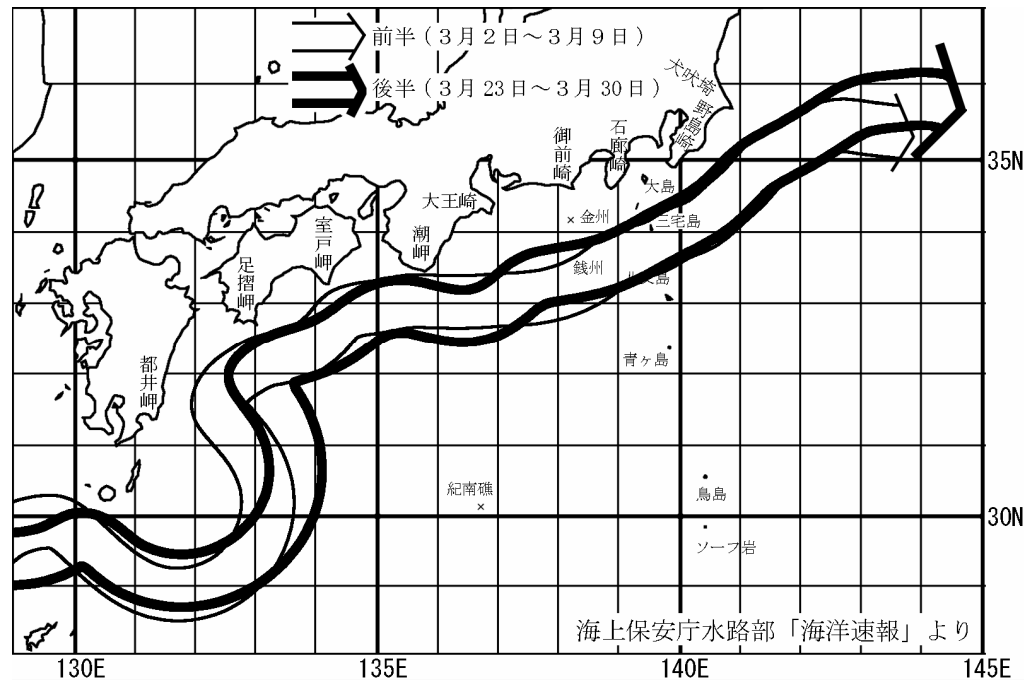 前半(３月２日～３月９日)
後半(３月23日～３月30日)
犬吠埼
野島崎
石廊崎
御前崎
35N
大島
大王崎
金州
三宅島
室戸岬
潮岬
足摺岬
銭州
青ヶ島
都井岬
紀南礁
鳥島
30N
ソーフ岩
海上保安庁水路部「海洋速報」より
130E
135E
140E
145E